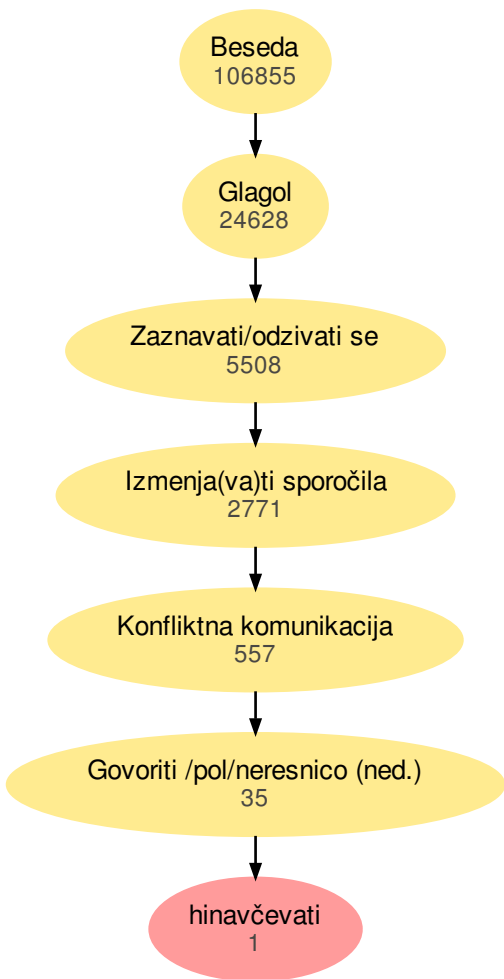 Beseda
106855
Glagol
24628
Zaznavati/odzivati se
5508
Izmenja(va)ti sporočila
2771
Konfliktna komunikacija
557
Govoriti /pol/neresnico (ned.)
35
hinavčevati
1